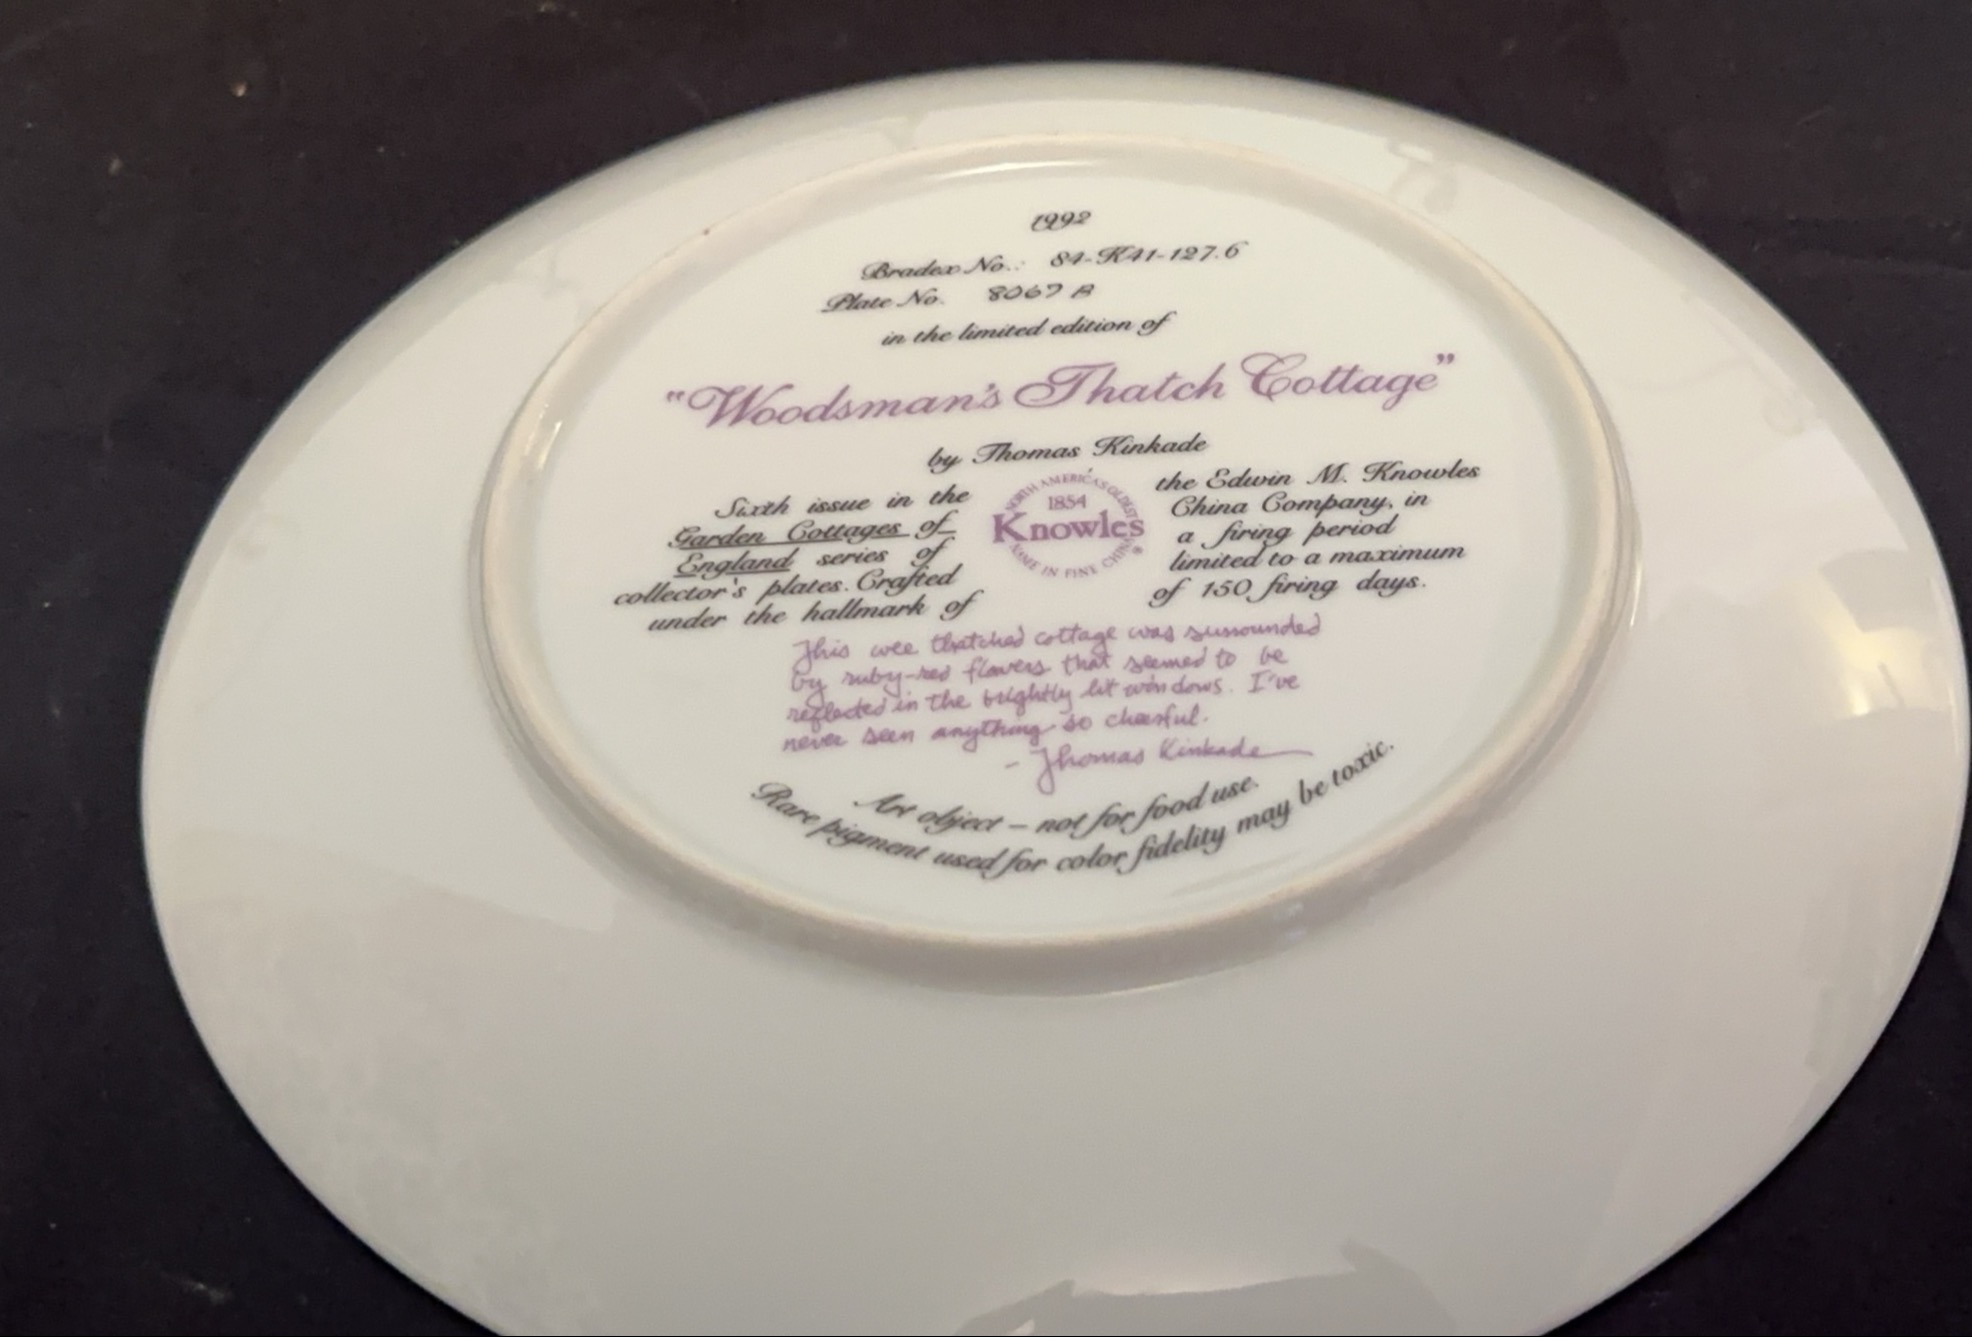 1992
Bradex No.: 84-K41-127.6
Plate No. 8067 B
in the limited edition of
"Woodsman's Thatch Cottage"
by Thomas Kinkade
Sixth issue in the
Garden Cottages of
England series of
collector's plates. Crafted
under the hallmark of
NORTH AMERICA'S OLDEST
1854
Knowles
NAME IN FINE CHINA ®
the Edwin M. Knowles
China Company, in
a firing period
limited to a maximum
of 150 firing days.
This wee thatched cottage was surrounded
by ruby-red flowers that seemed to be
reflected in the brightly lit windows. I've
never seen anything so cheerful.
- Thomas Kinkade
Art object – not for food use.
Rare pigment used for color fidelity may be toxic.